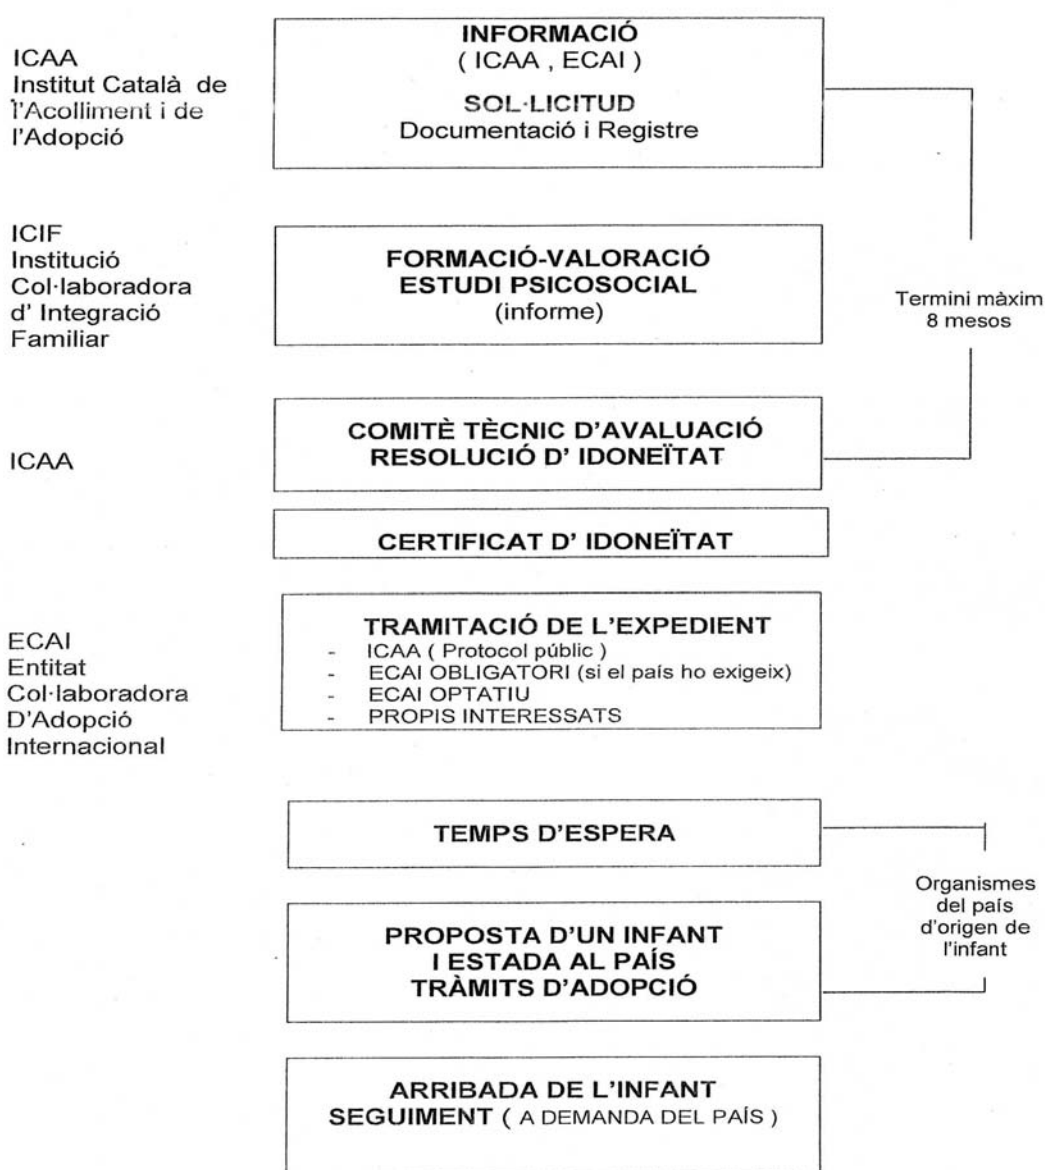 ICAA
Institut Català de
l'Acolliment i de
l'Adopció
INFORMACIÓ
( ICAA , ECAI )
SOL·LICITUD
Documentació i Registre
ICIF
Institució
Col·laboradora
d' Integració
Familiar
FORMACIÓ-VALORACIÓ
ESTUDI PSICOSOCIAL
(informe)
Termini màxim
8 mesos
ICAA
COMITÈ TÈCNIC D'AVALUACIÓ
RESOLUCIÓ D' IDONEÏTAT
CERTIFICAT D' IDONEÏTAT
ECAI
Entitat
Col·laboradora
D'Adopció
Internacional
TRAMITACIÓ DE L'EXPEDIENT
- ICAA ( Protocol públic )
- ECAI OBLIGATORI (si el país ho exigeix)
- ECAI OPTATIU
- PROPIS INTERESSATS
TEMPS D'ESPERA
Organismes
del país
d'origen de
l'infant
PROPOSTA D'UN INFANT
I ESTADA AL PAÍS
TRÀMITS D'ADOPCIÓ
ARRIBADA DE L'INFANT
SEGUIMENT ( A DEMANDA DEL PAÍS )